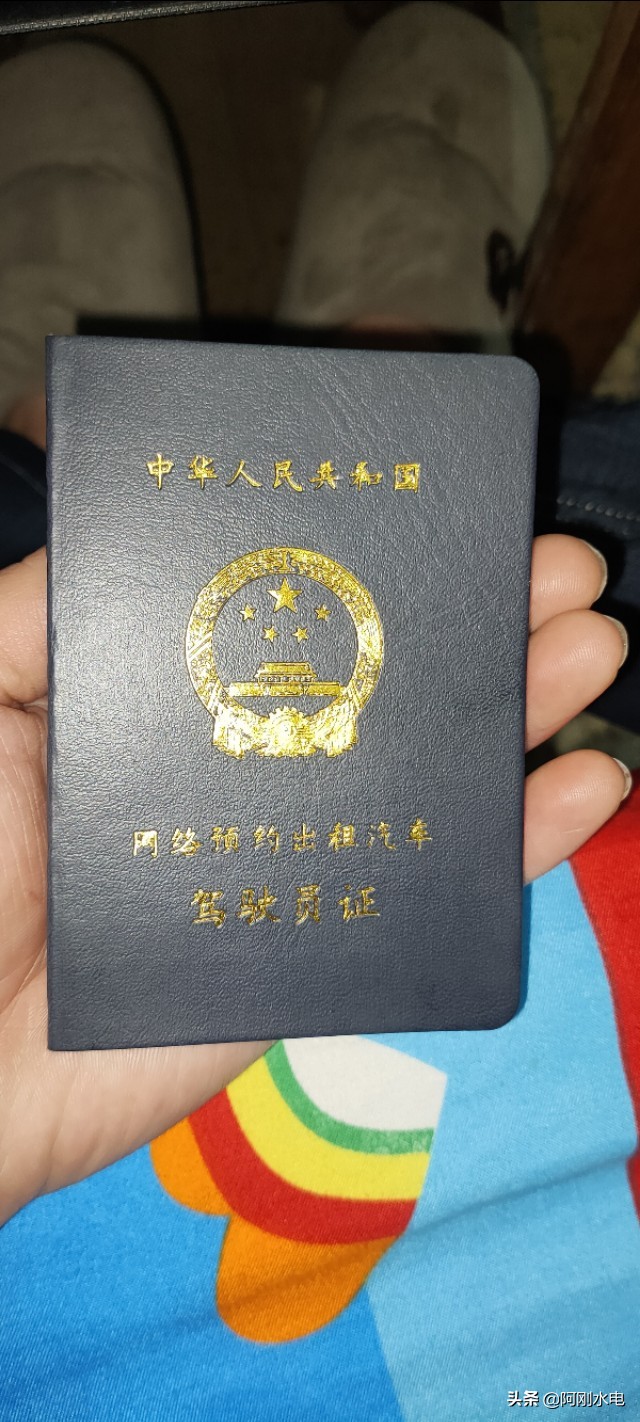 中华人民共和国
网络预约出租汽车
驾驶员证
头条 @阿刚水电